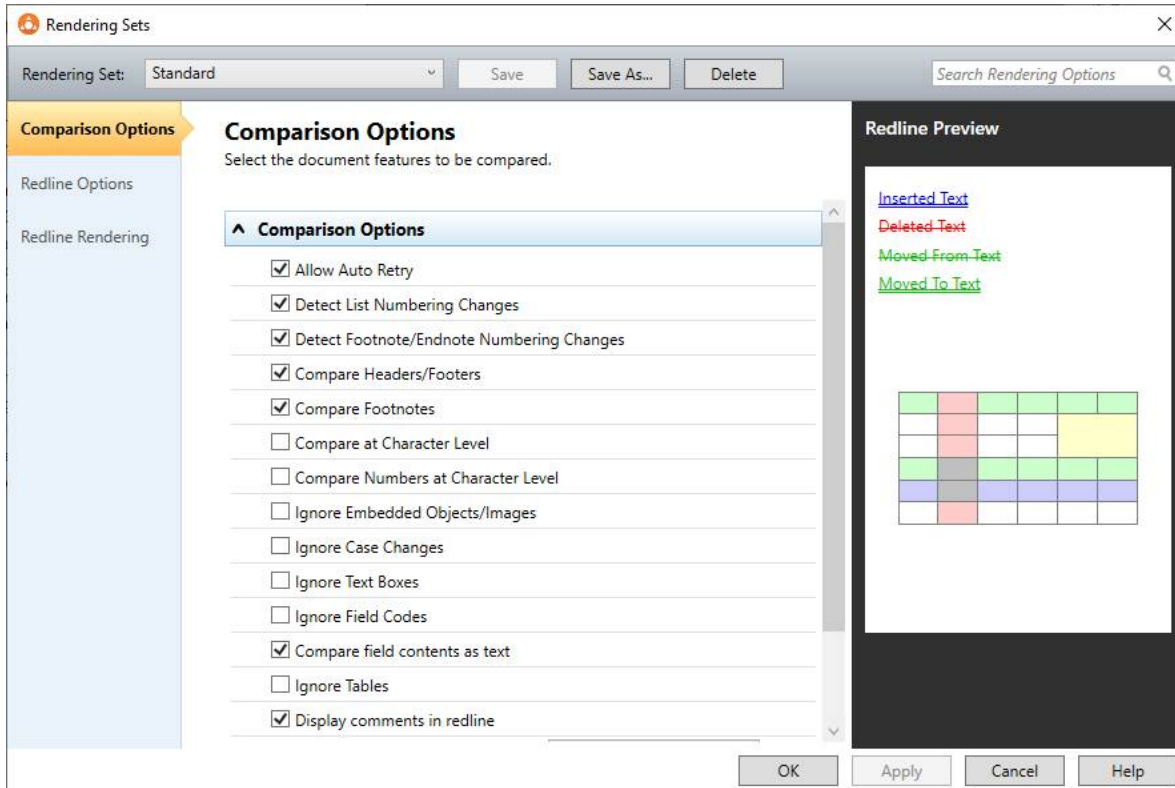 Rendering Sets
Rendering Set: Standard Save Save As... Delete Search Rendering Options
Comparison Options
Redline Options
Redline Rendering
Comparison Options
Select the document features to be compared.
Comparison Options
Allow Auto Retry
Detect List Numbering Changes
Detect Footnote/Endnote Numbering Changes
Compare Headers/Footers
Compare Footnotes
Compare at Character Level
Compare Numbers at Character Level
Ignore Embedded Objects/Images
Ignore Case Changes
Ignore Text Boxes
Ignore Field Codes
Compare field contents as text
Ignore Tables
Display comments in redline
Redline Preview
Inserted Text
Deleted Text
Moved From Text
Moved To Text
OK Apply Cancel Help